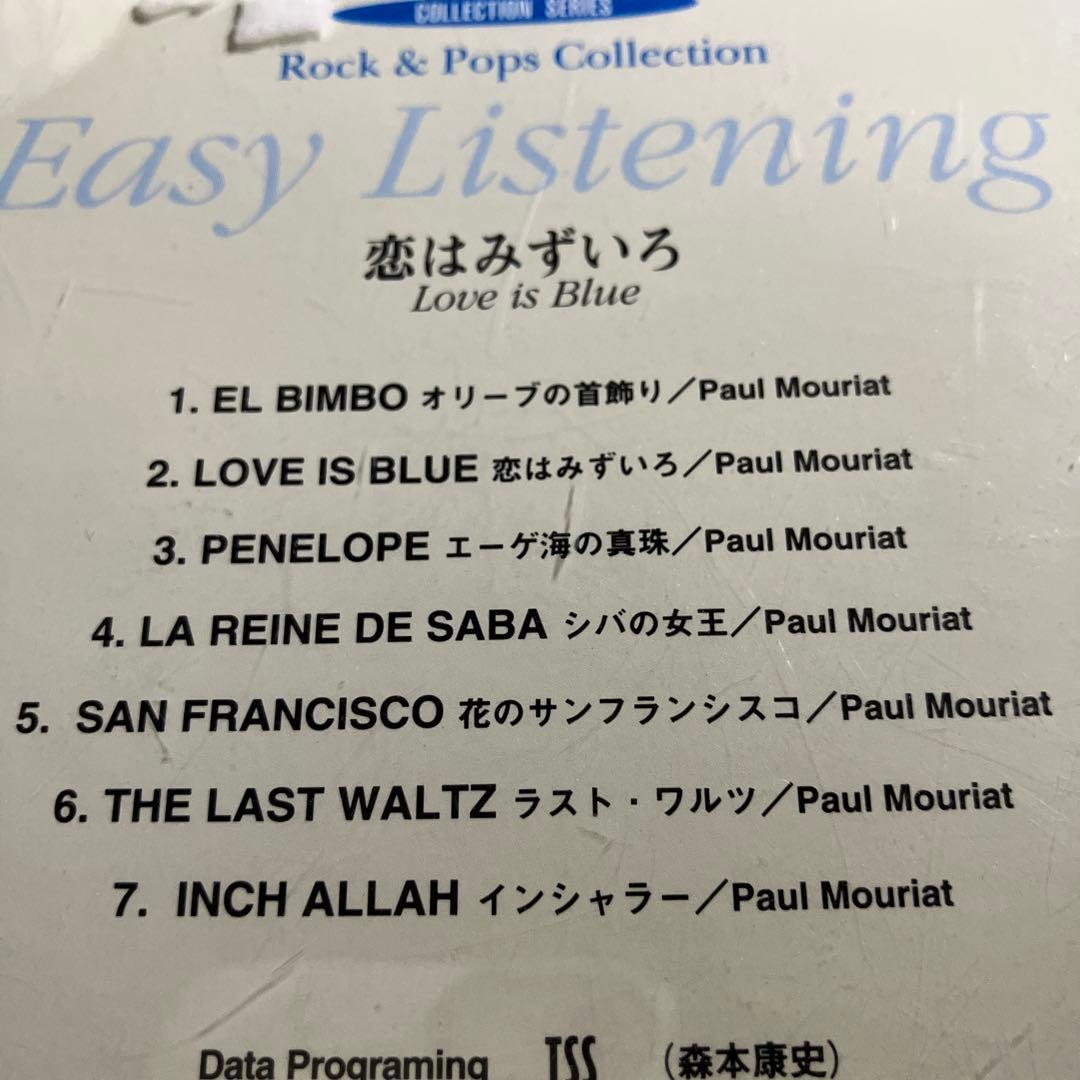 COLLECTION SERIES
Rock & Pops Collection
Easy Listening
恋はみずいろ
Love is Blue
1. EL BIMBO オリーブの首飾り／Paul Mouriat
2. LOVE IS BLUE 恋はみずいろ／Paul Mouriat
3. PENELOPE エーゲ海の真珠／Paul Mouriat
4. LA REINE DE SABA シバの女王／Paul Mouriat
5. SAN FRANCISCO 花のサンフランシスコ／Paul Mouriat
6. THE LAST WALTZ ラスト・ワルツ／Paul Mouriat
7. INCH ALLAH インシャラー／Paul Mouriat
Data Programing TSS (森本康史)